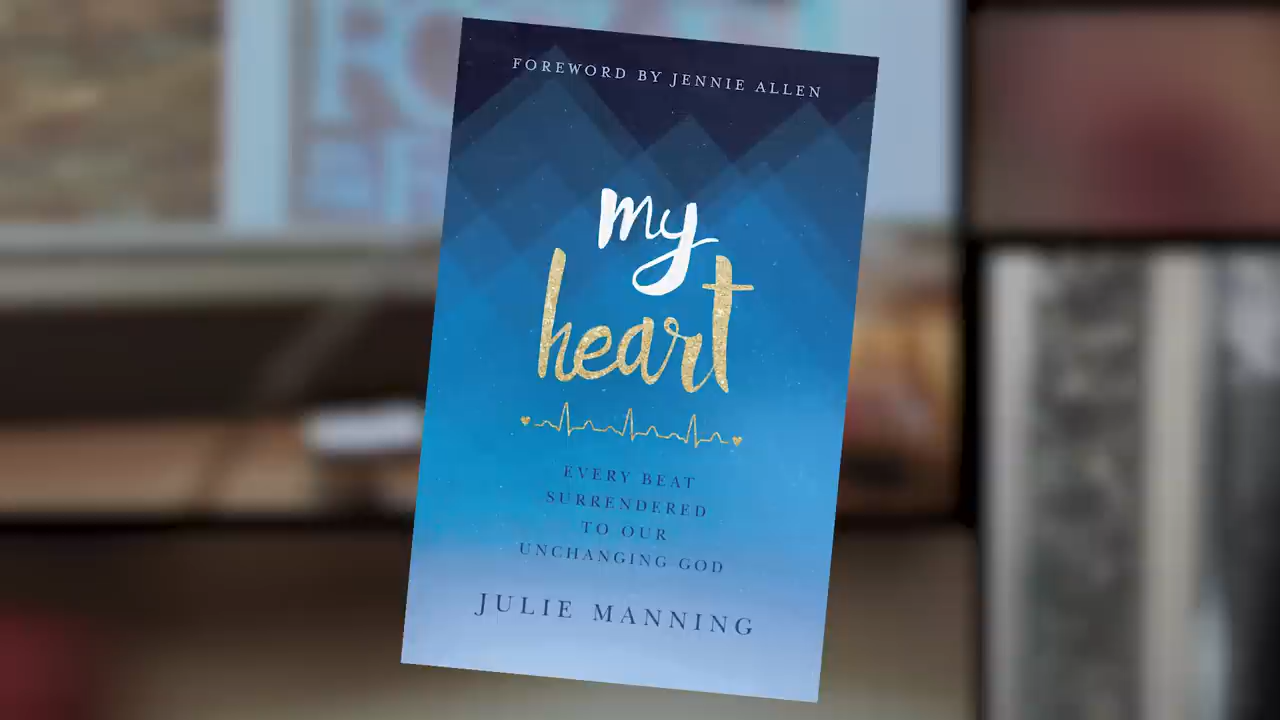 FOREWORD BY JENNIE ALLEN
my
heart
EVERY BEAT
SURRENDERED
TO OUR
UNCHANGING GOD
JULIE MANNING